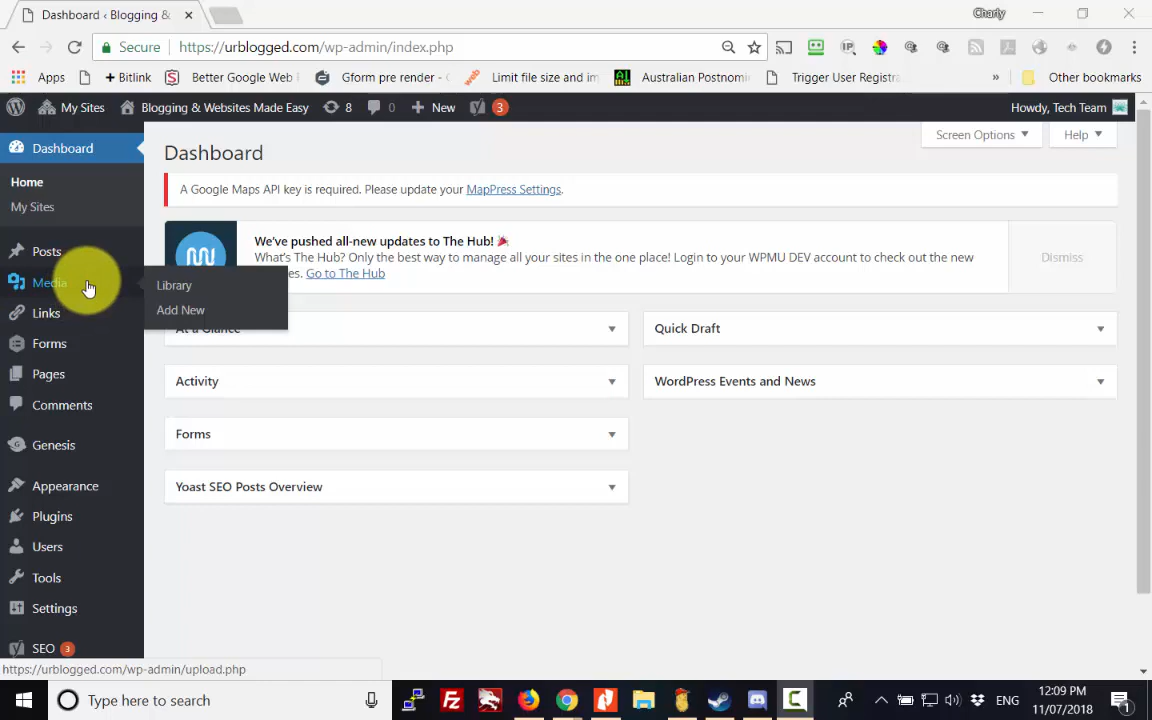 Dashboard ‹ Blogging &
Charly
Secure
https://urblogged.com/wp-admin/index.php
Apps
Bitlink
Better Google Web
Gform pre render -
Limit file size and im
Australian Postnomi
Trigger User Registra
»
Other bookmarks
My Sites
Blogging & Websites Made Easy
8
0
New
3
Howdy, Tech Team
Dashboard
Home
My Sites
Posts
Media
Library
Add New
Links
Forms
Pages
Comments
Genesis
Appearance
Plugins
Users
Tools
Settings
SEO 3
Screen Options
Help
Dashboard
A Google Maps API key is required. Please update your MapPress Settings.
We've pushed all-new updates to The Hub!
What's The Hub? Only the best way to manage all your sites in the one place! Login to your WPMU DEV account to check out the new
es. Go to The Hub
Dismiss
At a Glance
Quick Draft
Activity
WordPress Events and News
Forms
Yoast SEO Posts Overview
https://urblogged.com/wp-admin/upload.php
Type here to search
ENG
12:09 PM
11/07/2018
1